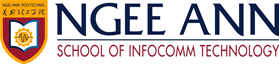 NGEE ANN POLYTECHNIC
NGEE ANN
SCHOOL OF INFOCOMM TECHNOLOGY